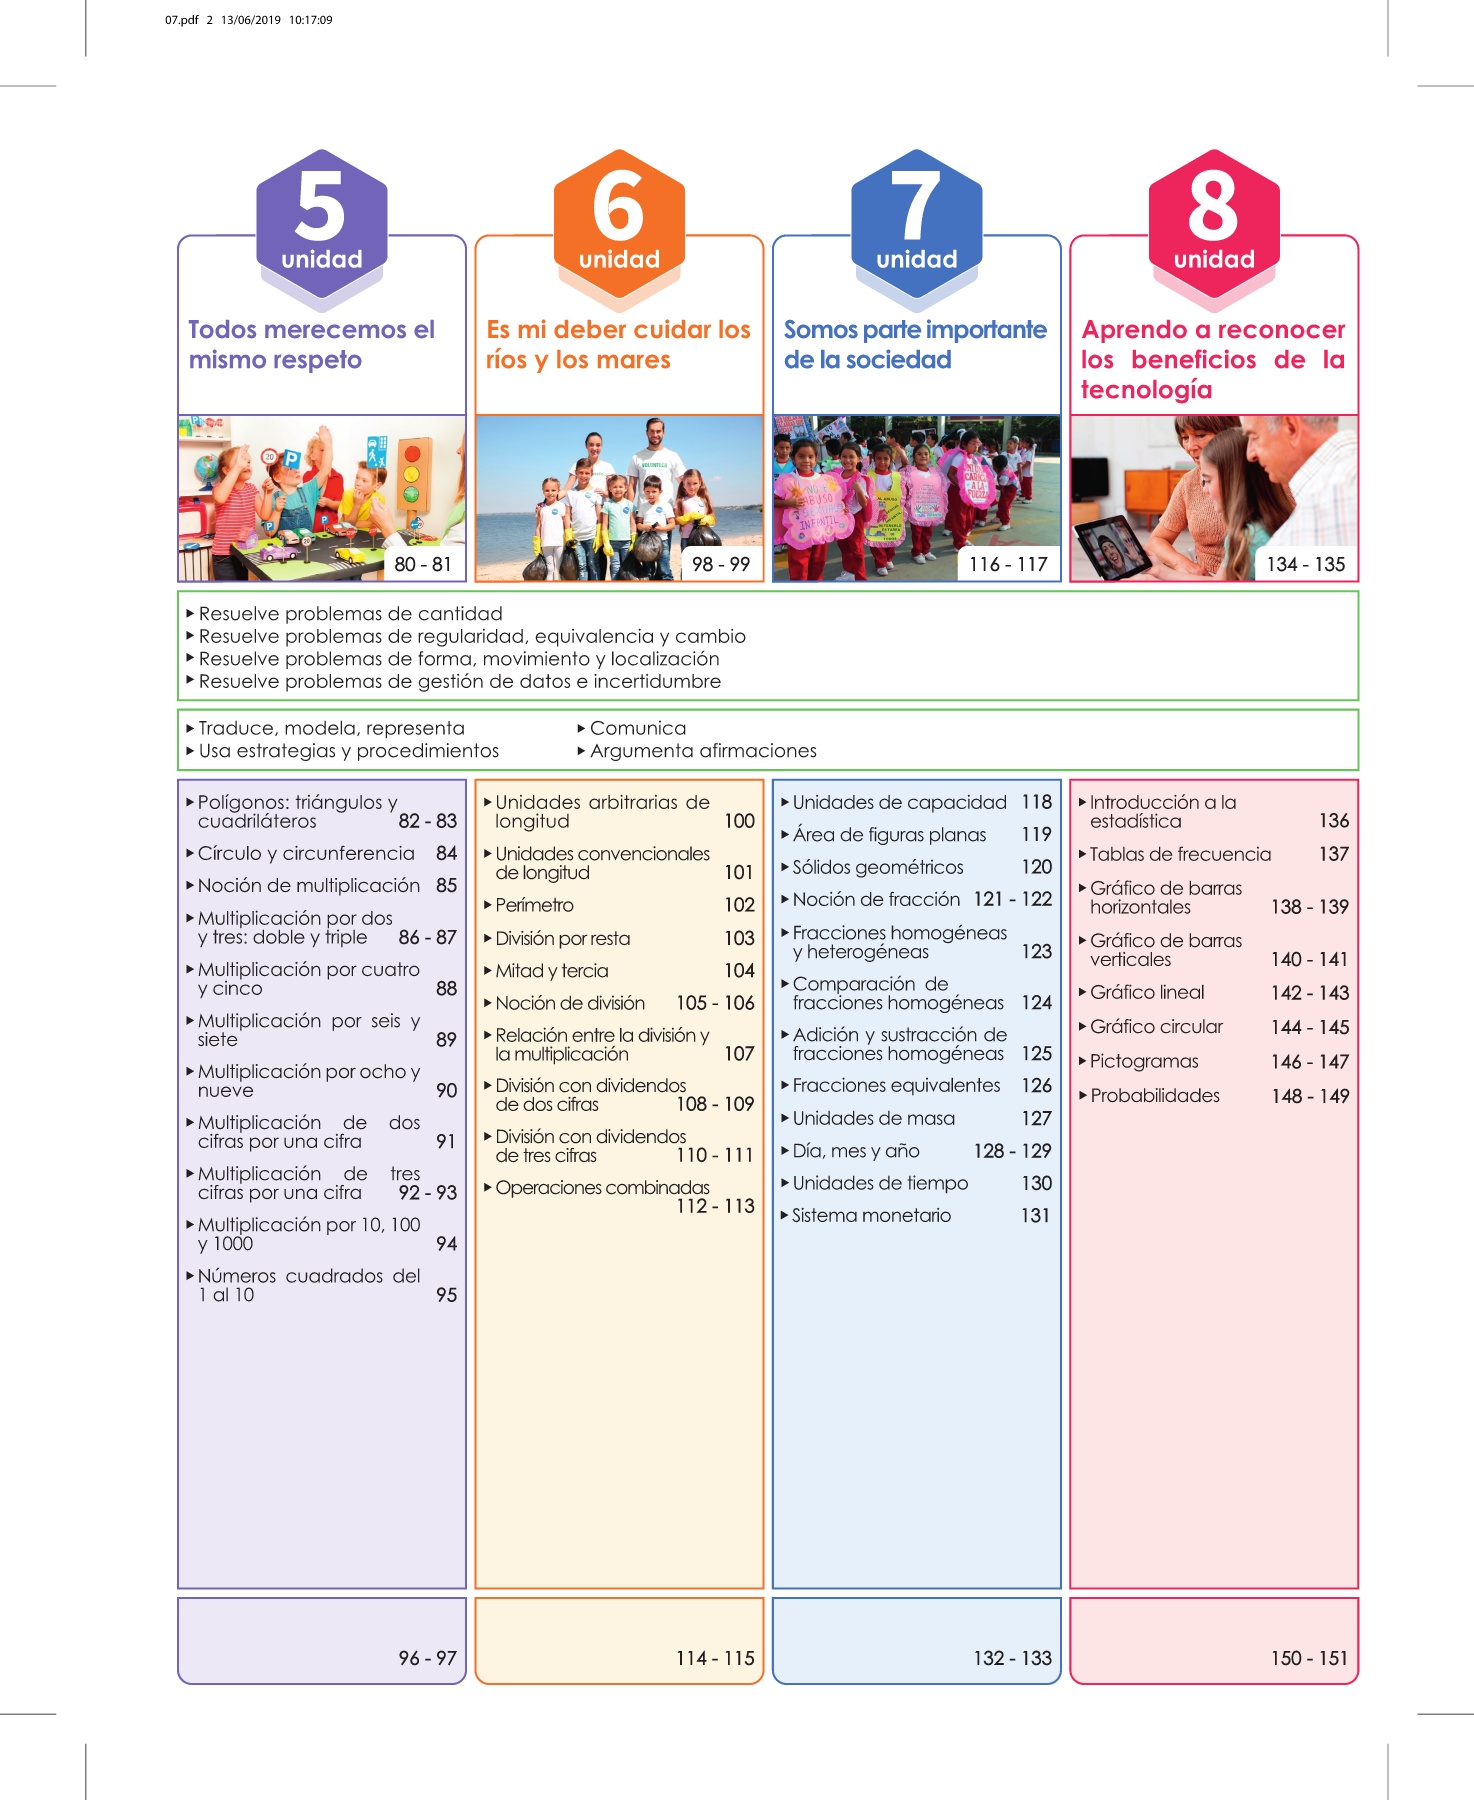 07.pdf 2 13/06/2019 10:17:09
5
unidad
Todos merecemos el
mismo respeto
80 - 81
6
unidad
Es mi deber cuidar los
ríos y los mares
98 - 99
7
unidad
Somos parte importante
de la sociedad
116 - 117
8
unidad
Aprendo a reconocer
los beneficios de la
tecnología
134 - 135
Resuelve problemas de cantidad
Resuelve problemas de regularidad, equivalencia y cambio
Resuelve problemas de forma, movimiento y localización
Resuelve problemas de gestión de datos e incertidumbre
Traduce, modela, representa
Usa estrategias y procedimientos
Comunica
Argumenta afirmaciones
Polígonos: triángulos y
cuadriláteros 82 - 83
Círculo y circunferencia 84
Noción de multiplicación 85
Multiplicación por dos
y tres: doble y triple 86 - 87
Multiplicación por cuatro
y cinco 88
Multiplicación por seis y
siete 89
Multiplicación por ocho y
nueve 90
Multiplicación de dos
cifras por una cifra 91
Multiplicación de tres
cifras por una cifra 92 - 93
Multiplicación por 10, 100
y 1000 94
Números cuadrados del
1 al 10 95
96 - 97
Unidades arbitrarias de
longitud 100
Unidades convencionales
de longitud 101
Perímetro 102
División por resta 103
Mitad y tercia 104
Noción de división 105 - 106
Relación entre la división y
la multiplicación 107
División con dividendos
de dos cifras 108 - 109
División con dividendos
de tres cifras 110 - 111
Operaciones combinadas
112 - 113
114 - 115
Unidades de capacidad 118
Área de figuras planas 119
Sólidos geométricos 120
Noción de fracción 121 - 122
Fracciones homogéneas
y heterogéneas 123
Comparación de
fracciones homogéneas 124
Adición y sustracción de
fracciones homogéneas 125
Fracciones equivalentes 126
Unidades de masa 127
Día, mes y año 128 - 129
Unidades de tiempo 130
Sistema monetario 131
132 - 133
Introducción a la
estadística 136
Tablas de frecuencia 137
Gráfico de barras
horizontales 138 - 139
Gráfico de barras
verticales 140 - 141
Gráfico lineal 142 - 143
Gráfico circular 144 - 145
Pictogramas 146 - 147
Probabilidades 148 - 149
150 - 151